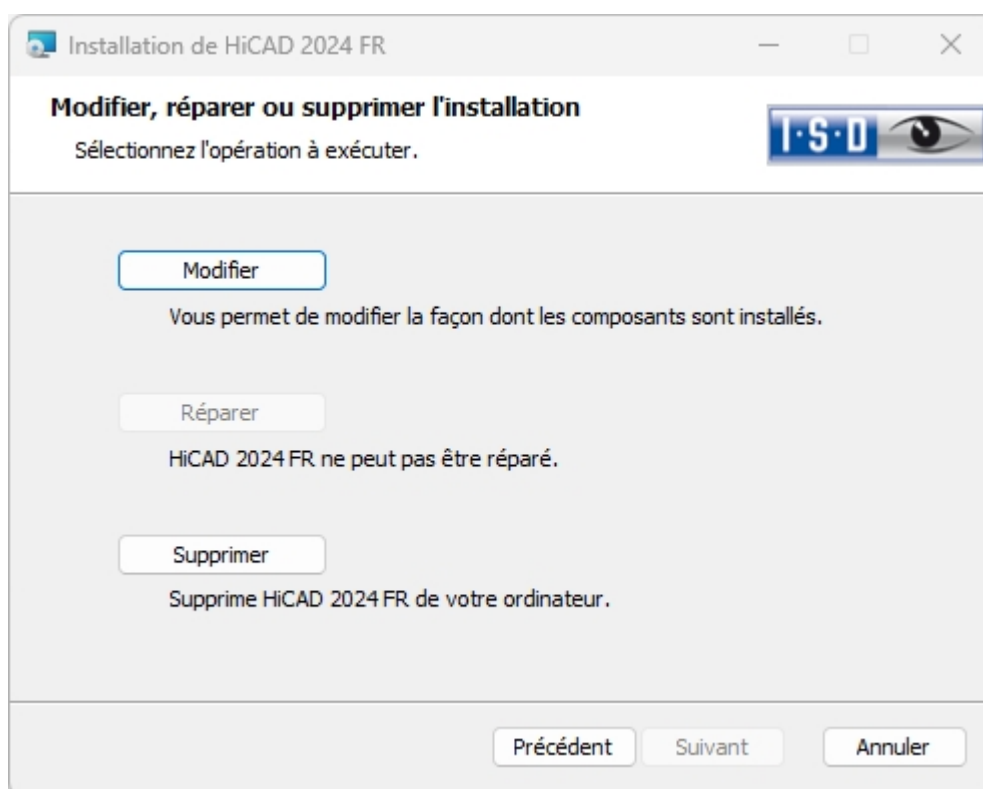 Installation de HiCAD 2024 FR
Modifier, réparer ou supprimer l'installation
Sélectionnez l'opération à exécuter.
I·S·D
Modifier
Vous permet de modifier la façon dont les composants sont installés.
Réparer
HiCAD 2024 FR ne peut pas être réparé.
Supprimer
Supprime HiCAD 2024 FR de votre ordinateur.
Précédent Suivant Annuler